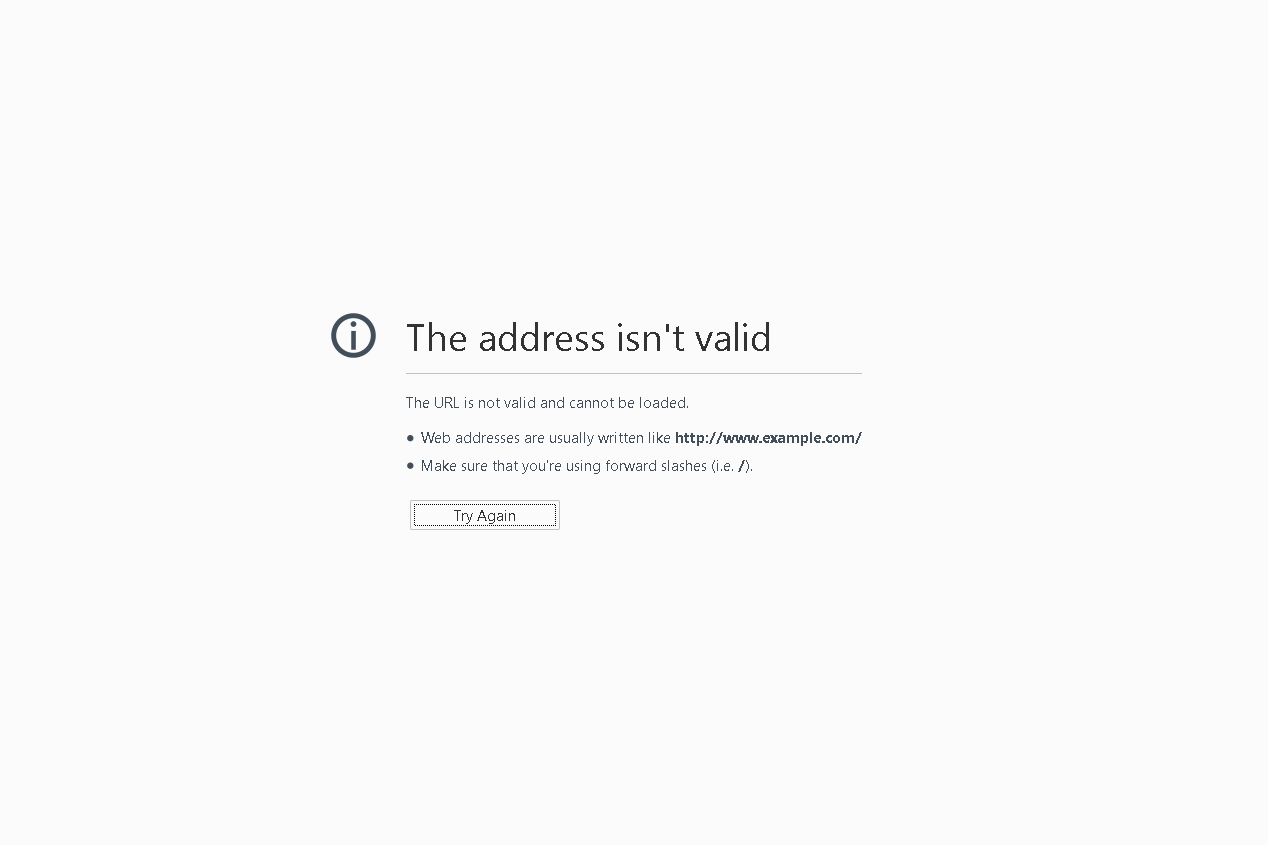 The address isn't valid
The URL is not valid and cannot be loaded.
Web addresses are usually written like http://www.example.com/
Make sure that you're using forward slashes (i.e. /).
Try Again